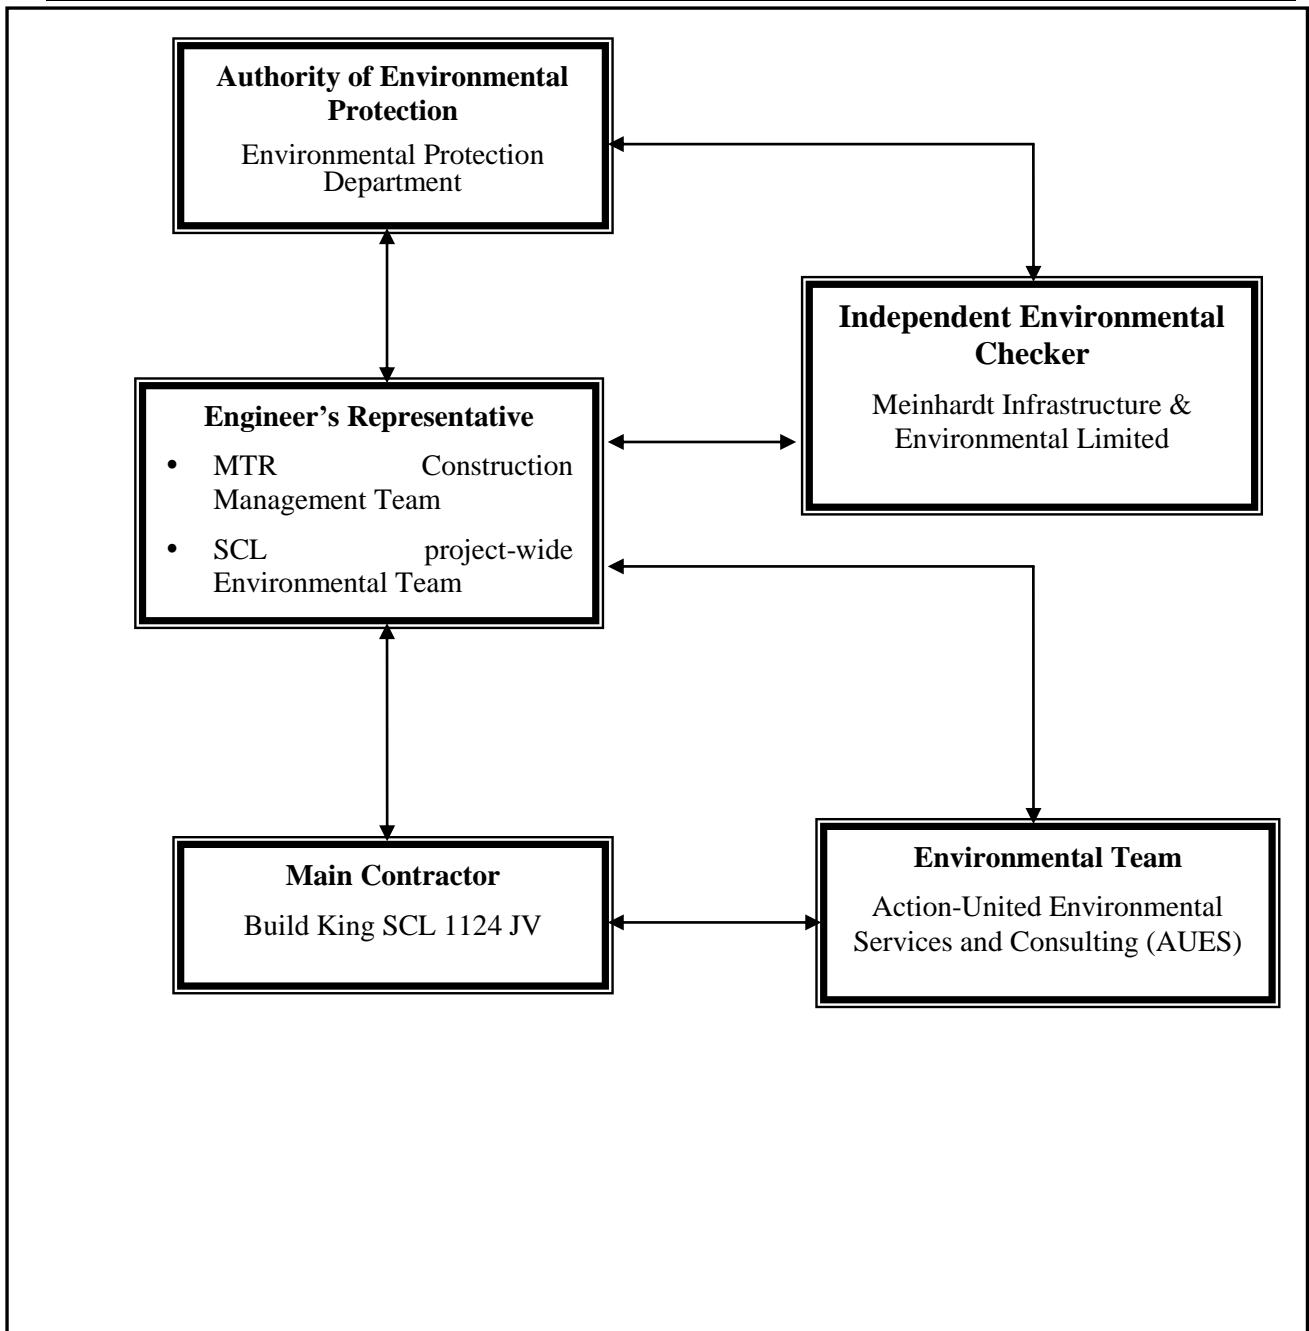 Authority of Environmental
Protection
Environmental Protection
Department
Independent Environmental
Checker
Meinhardt Infrastructure &
Environmental Limited
Engineer’s Representative
• MTR Construction
Management Team
• SCL project-wide
Environmental Team
Main Contractor
Build King SCL 1124 JV
Environmental Team
Action-United Environmental
Services and Consulting (AUES)